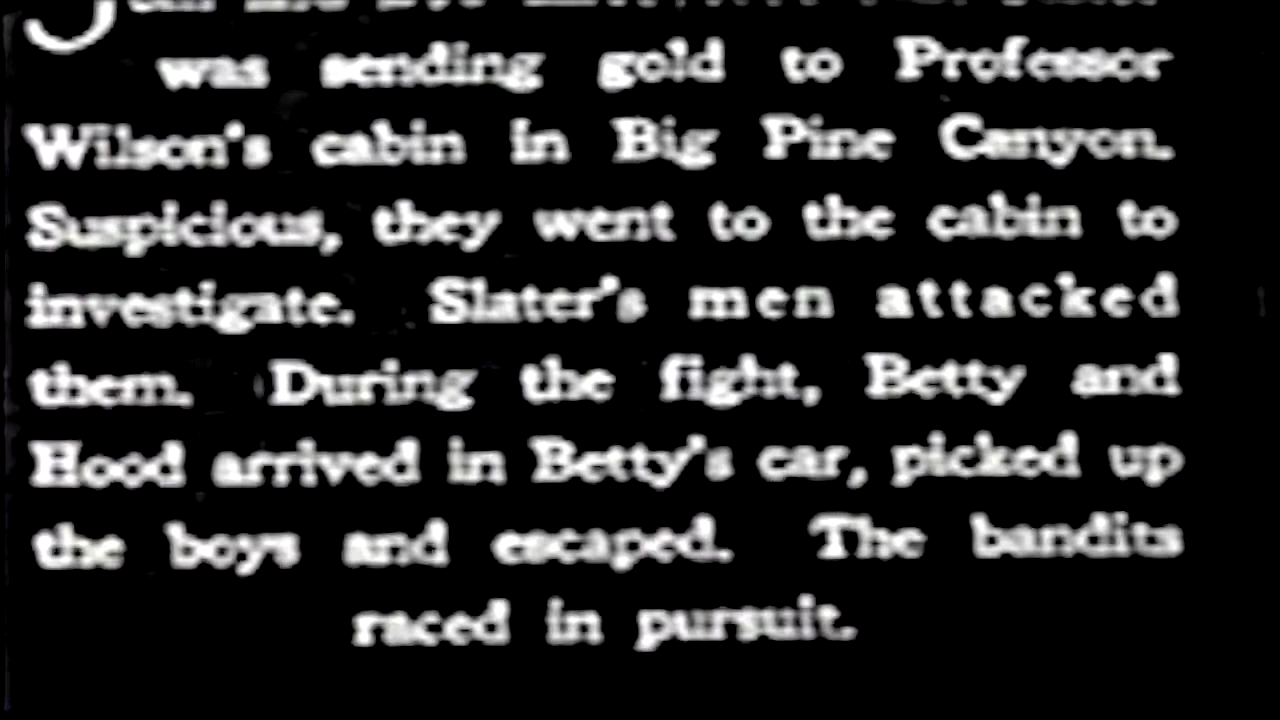 was sending gold to Professor
Wilson's cabin in Big Pine Canyon.
Suspicious, they went to the cabin to
investigate. Slater's men attacked
them. During the fight, Betty and
Hood arrived in Betty's car, picked up
the boys and escaped. The bandits
raced in pursuit.